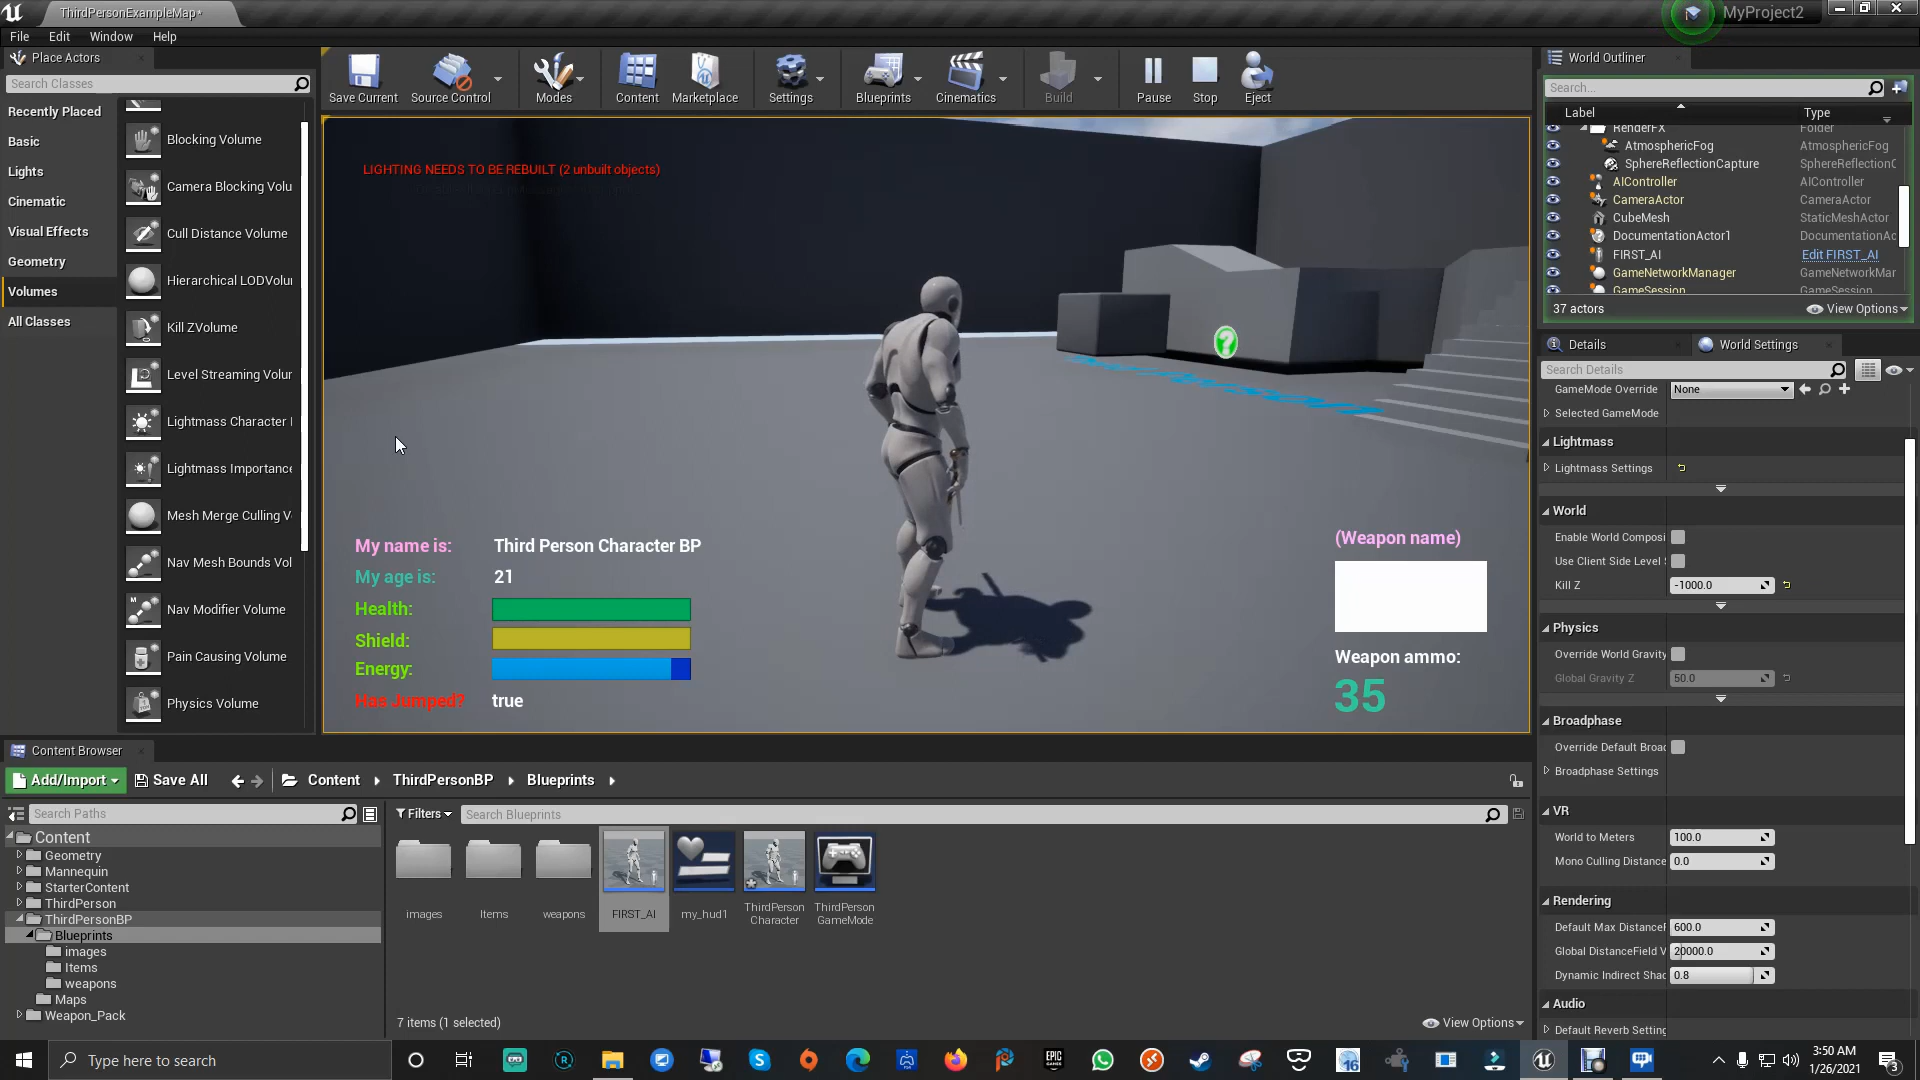 ThirdPersonExampleMap*
MyProject2
File Edit Window Help
Place Actors
Search Classes
Recently Placed
Basic
Lights
Cinematic
Visual Effects
Geometry
Volumes
All Classes
Blocking Volume
Camera Blocking Volu
Cull Distance Volume
Hierarchical LODVolun
Kill ZVolume
Level Streaming Volun
Lightmass Character I
Lightmass Importance
Mesh Merge Culling V
Nav Mesh Bounds Vol
Nav Modifier Volume
Pain Causing Volume
Physics Volume
Save Current Source Control Modes Content Marketplace Settings Blueprints Cinematics Build Pause Stop Eject
LIGHTING NEEDS TO BE REBUILT (2 unbuilt objects)
My name is: Third Person Character BP
My age is: 21
Health:
Shield:
Energy:
Has Jumped? true
(Weapon name)
Weapon ammo:
35
World Outliner
Search...
Label Type
RenderFX Folder
AtmosphericFog AtmosphericFog
SphereReflectionCapture SphereReflectionC
AIController AIController
CameraActor CameraActor
CubeMesh StaticMeshActor
DocumentationActor1 DocumentationAc
FIRST_AI Edit FIRST_AI
GameNetworkManager GameNetworkMar
GameSession GameSession
37 actors View Options
Details World Settings
Search Details
GameMode Override None
Selected GameMode
Lightmass
Lightmass Settings
World
Enable World Composi
Use Client Side Level
Kill Z -1000.0
Physics
Override World Gravity
Global Gravity Z 50.0
Broadphase
Override Default Broad
Broadphase Settings
VR
World to Meters 100.0
Mono Culling Distance 0.0
Rendering
Default Max DistanceF 600.0
Global DistanceField V 20000.0
Dynamic Indirect Shad 0.8
Audio
Default Reverb Setting
Content Browser
Add/Import Save All Content ThirdPersonBP Blueprints
Search Paths
Filters Search Blueprints
Content
Geometry
Mannequin
StarterContent
ThirdPerson
ThirdPersonBP
Blueprints
images
Items
weapons
Maps
Weapon_Pack
images Items weapons FIRST_AI my_hud1 ThirdPerson Character ThirdPerson GameMode
7 items (1 selected) View Options
Type here to search
3:50 AM
1/26/2021
3